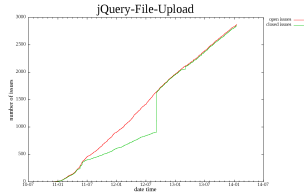 jQuery-File-Upload
open issues
closed issues
3000
2500
2000
1500
1000
500
0
number of issues
10-07 11-01 11-07 12-01 12-07 13-01 13-07 14-01 14-07
date time